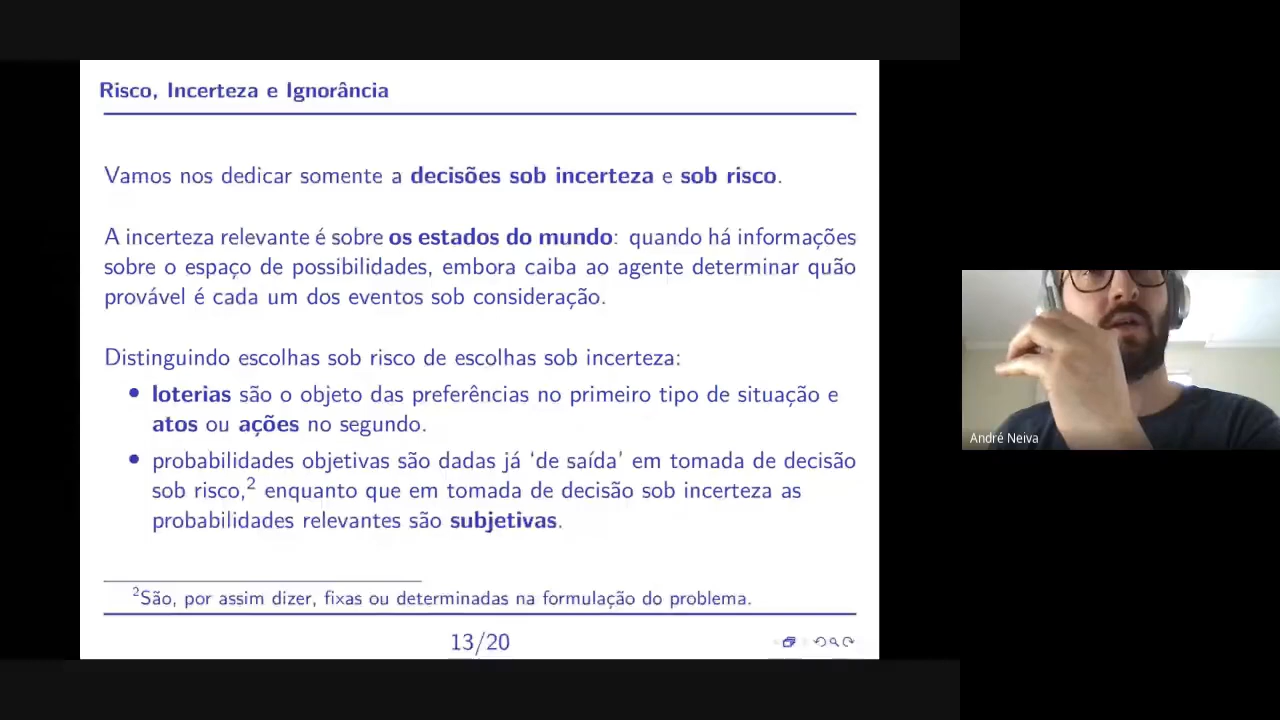 Risco, Incerteza e Ignorância
Vamos nos dedicar somente a decisões sob incerteza e sob risco.
A incerteza relevante é sobre os estados do mundo: quando há informações
sobre o espaço de possibilidades, embora caiba ao agente determinar quão
provável é cada um dos eventos sob consideração.
Distinguindo escolhas sob risco de escolhas sob incerteza:
• loterias são o objeto das preferências no primeiro tipo de situação e
atos ou ações no segundo.
• probabilidades objetivas são dadas já ‘de saída’ em tomada de decisão
sob risco,² enquanto que em tomada de decisão sob incerteza as
probabilidades relevantes são subjetivas.
²São, por assim dizer, fixas ou determinadas na formulação do problema.
13/20
André Neiva